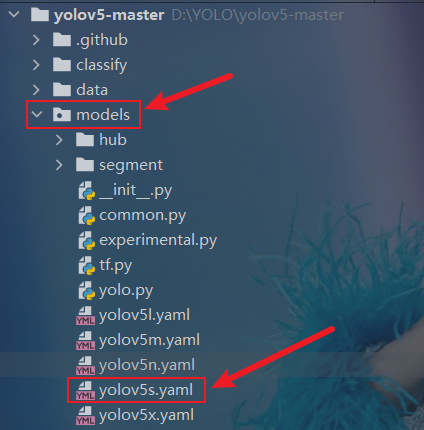 yolov5-master D:\YOLO\yolov5-master
.github
classify
data
models
hub
segment
__init__.py
common.py
experimental.py
tf.py
yolo.py
YML yolov5l.yaml
YML yolov5m.yaml
YML yolov5n.yaml
YML yolov5s.yaml
YML yolov5x.yaml